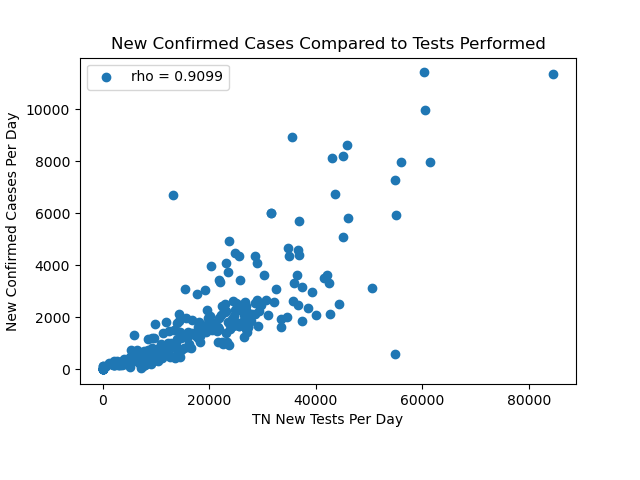 New Confirmed Cases Compared to Tests Performed
rho = 0.9099
New Confirmed Caeses Per Day
10000
8000
6000
4000
2000
0
0 20000 40000 60000 80000
TN New Tests Per Day